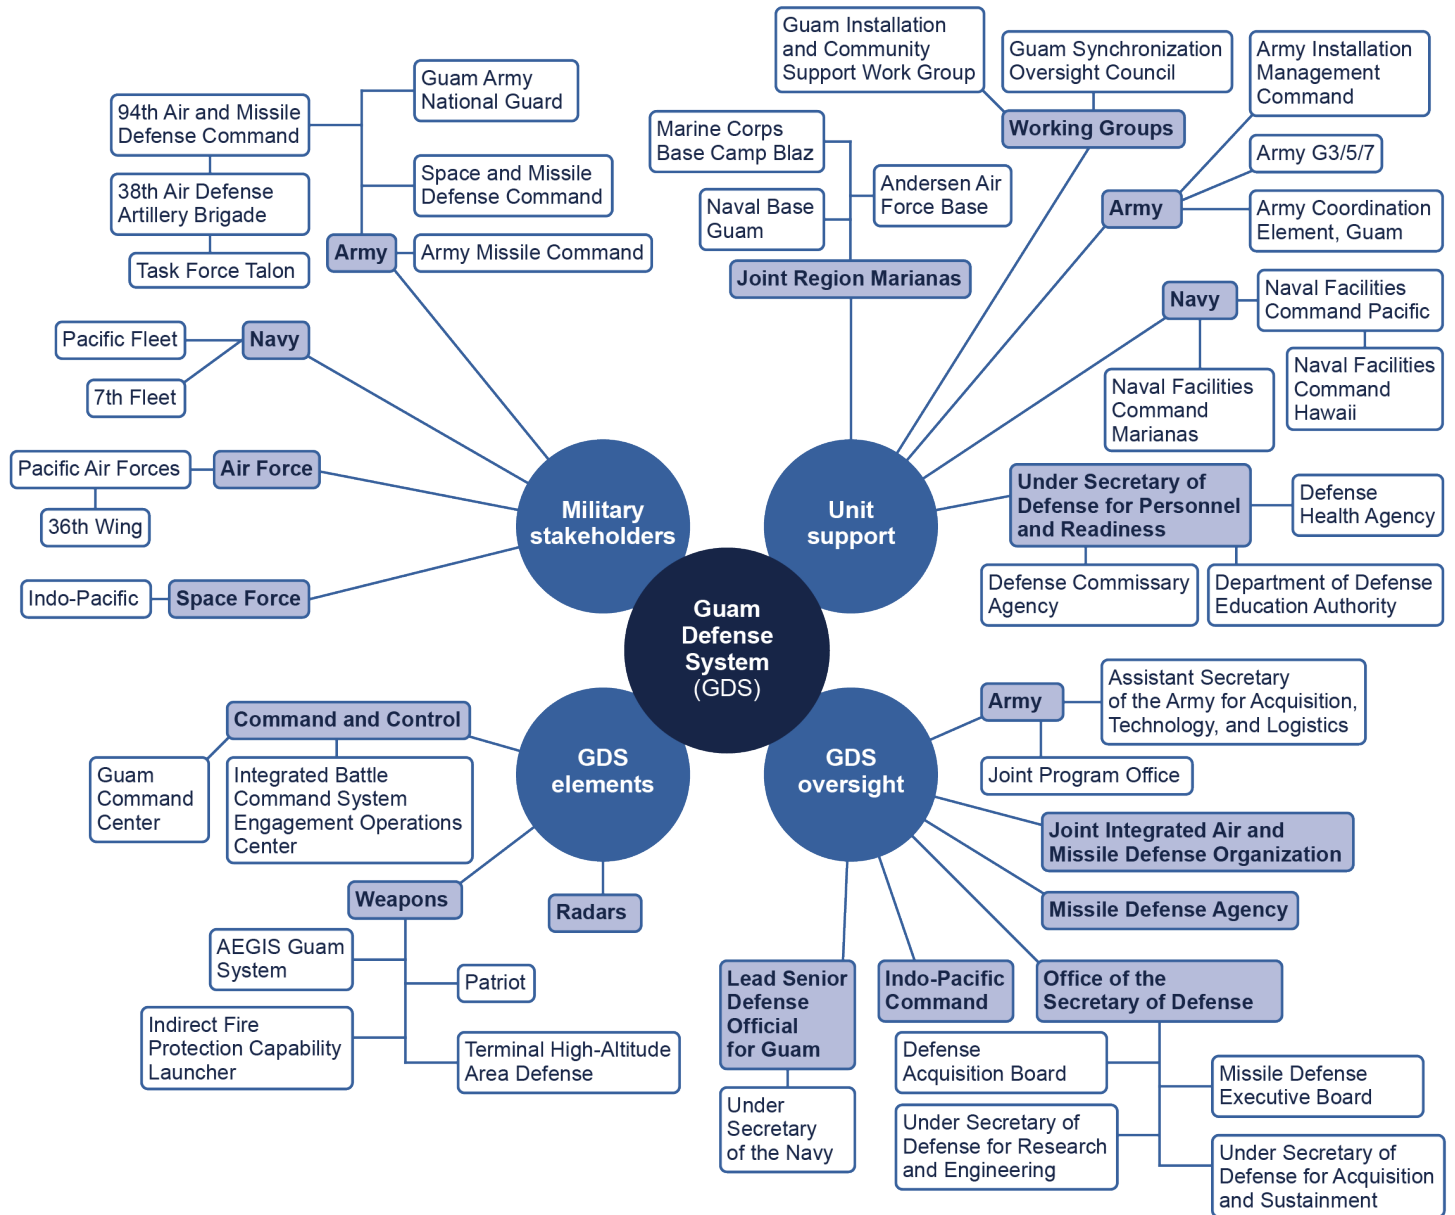 Guam Army
National Guard
94th Air and Missile
Defense Command
38th Air Defense
Artillery Brigade
Task Force Talon
Space and Missile
Defense Command
Army
Army Missile Command
Pacific Fleet
Navy
7th Fleet
Pacific Air Forces
Air Force
36th Wing
Indo-Pacific
Space Force
Military
stakeholders
Guam Installation
and Community
Support Work Group
Guam Synchronization
Oversight Council
Working Groups
Army Installation
Management
Command
Army G3/5/7
Army
Army Coordination
Element, Guam
Marine Corps
Base Camp Blaz
Andersen Air
Force Base
Naval Base
Guam
Joint Region Marianas
Navy
Naval Facilities
Command Pacific
Naval Facilities
Command
Hawaii
Naval Facilities
Command
Marianas
Under Secretary of
Defense for Personnel
and Readiness
Defense
Health Agency
Defense Commissary
Agency
Department of Defense
Education Authority
Unit
support
Guam
Defense
System
(GDS)
Command and Control
Guam
Command
Center
Integrated Battle
Command System
Engagement Operations
Center
GDS
elements
Weapons
Radars
AEGIS Guam
System
Patriot
Indirect Fire
Protection Capability
Launcher
Terminal High-Altitude
Area Defense
GDS
oversight
Army
Assistant Secretary
of the Army for Acquisition,
Technology, and Logistics
Joint Program Office
Joint Integrated Air and
Missile Defense Organization
Missile Defense Agency
Lead Senior
Defense
Official
for Guam
Under
Secretary
of the Navy
Indo-Pacific
Command
Office of the
Secretary of Defense
Defense
Acquisition Board
Missile Defense
Executive Board
Under Secretary of
Defense for Research
and Engineering
Under Secretary of
Defense for Acquisition
and Sustainment